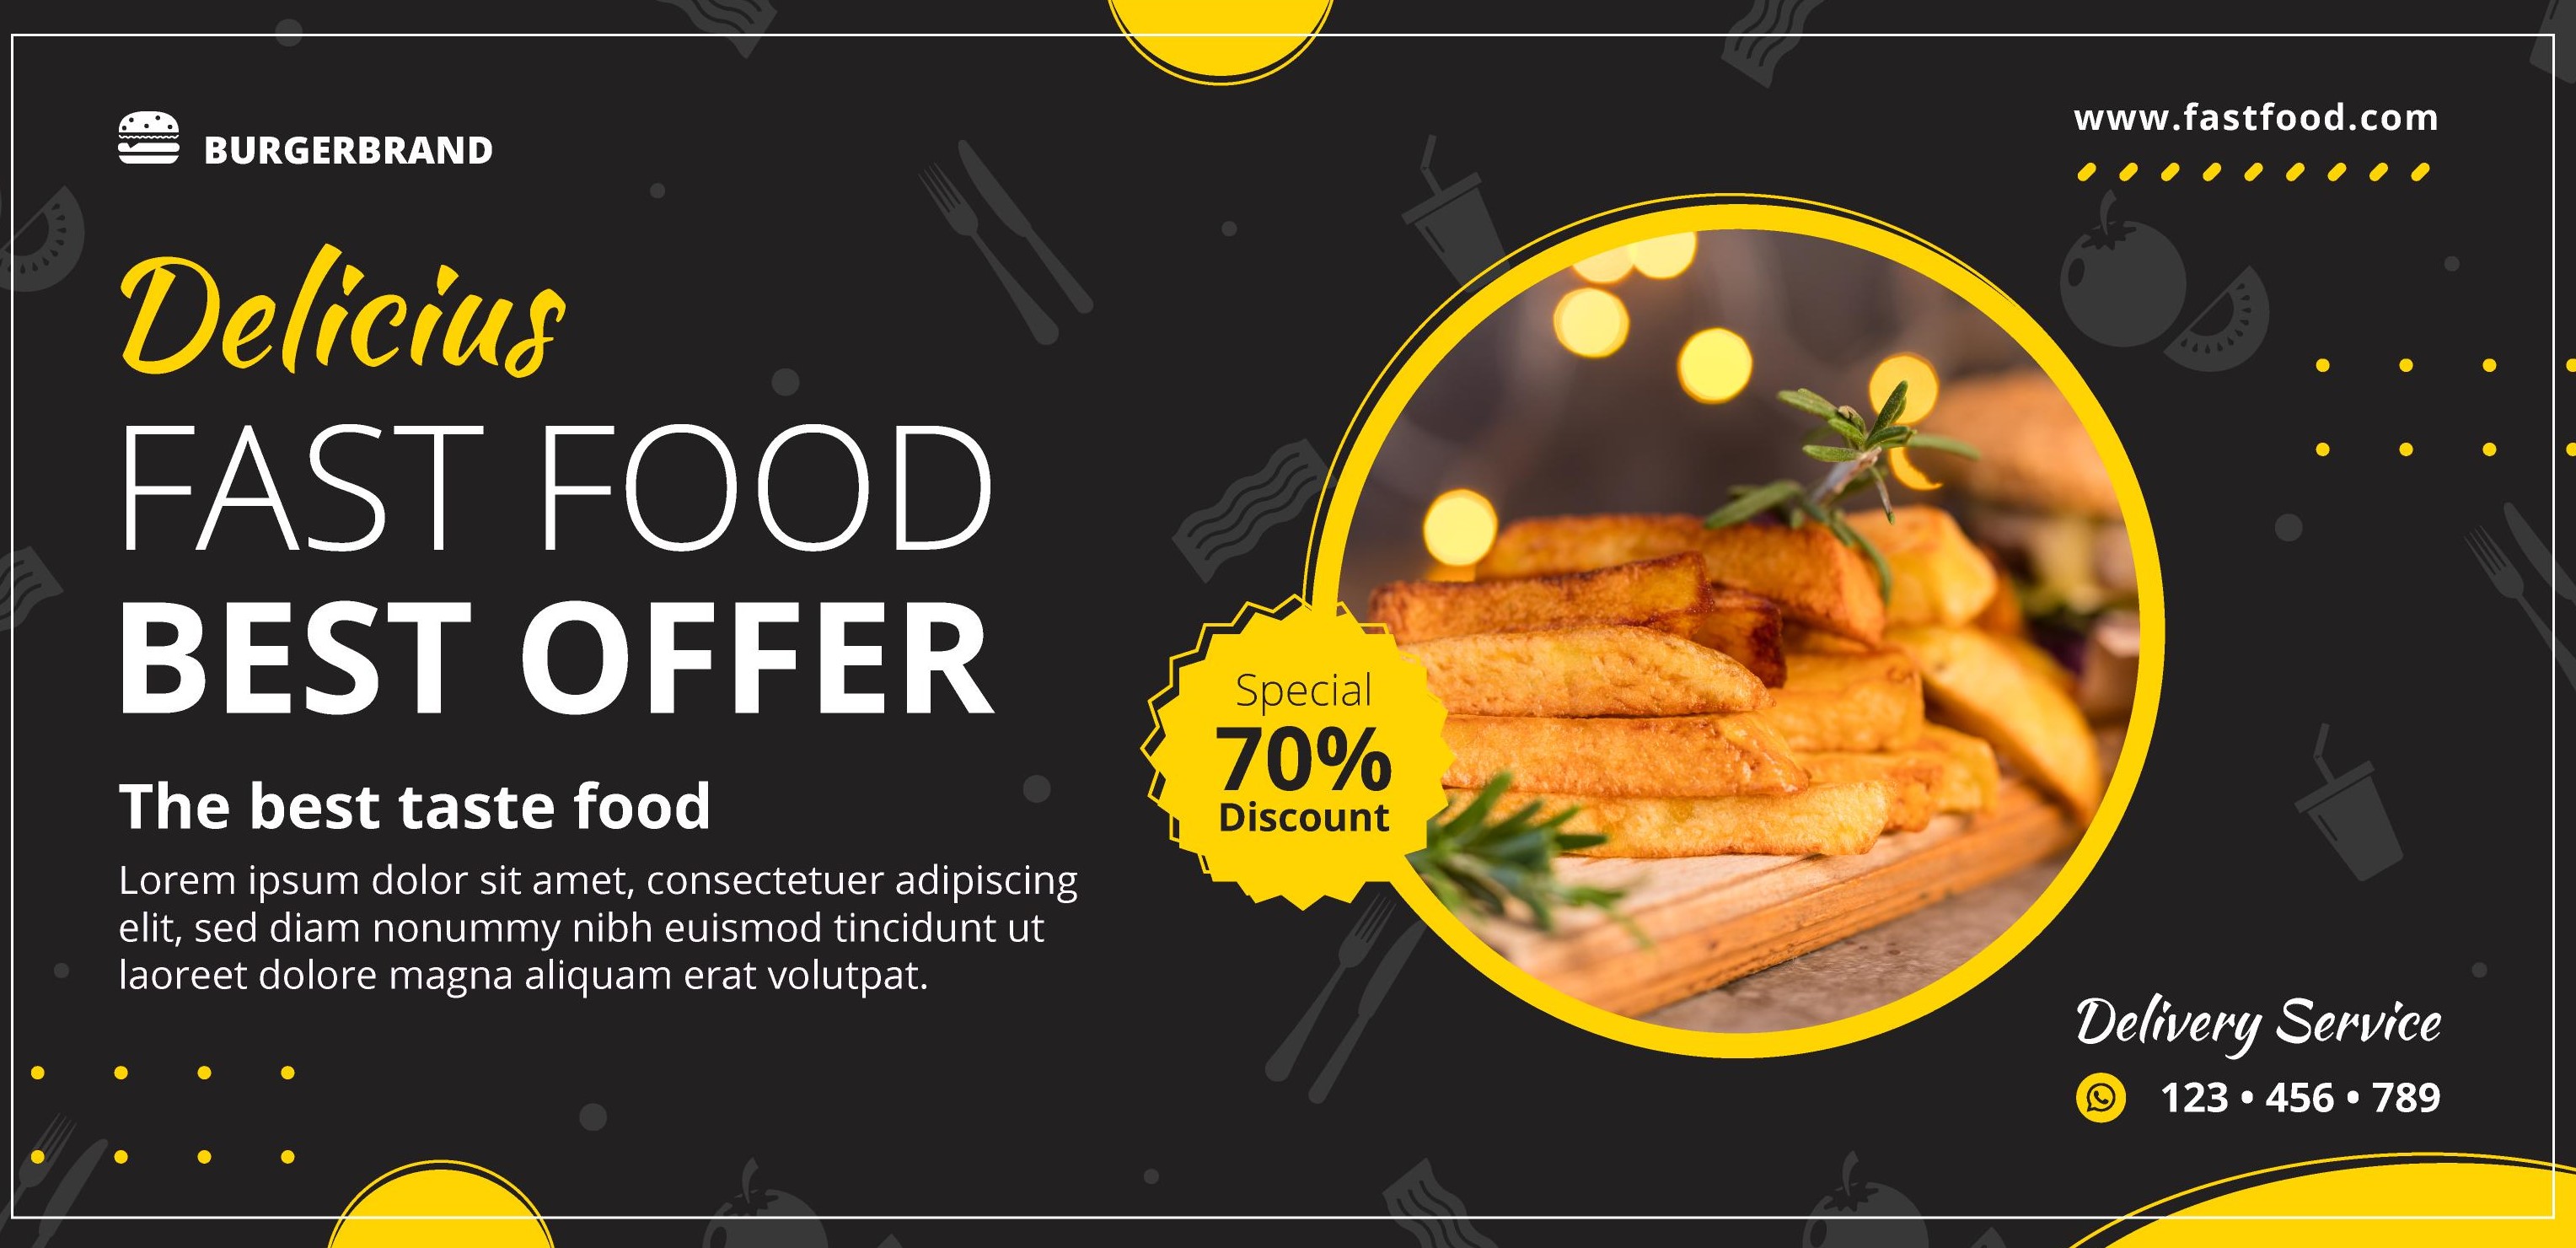 BURGERBRAND
www.fastfood.com
Delicius
FAST FOOD
BEST OFFER
The best taste food
Lorem ipsum dolor sit amet, consectetuer adipiscing
elit, sed diam nonummy nibh euismod tincidunt ut
laoreet dolore magna aliquam erat volutpat.
Special
70%
Discount
Delivery Service
123 • 456 • 789